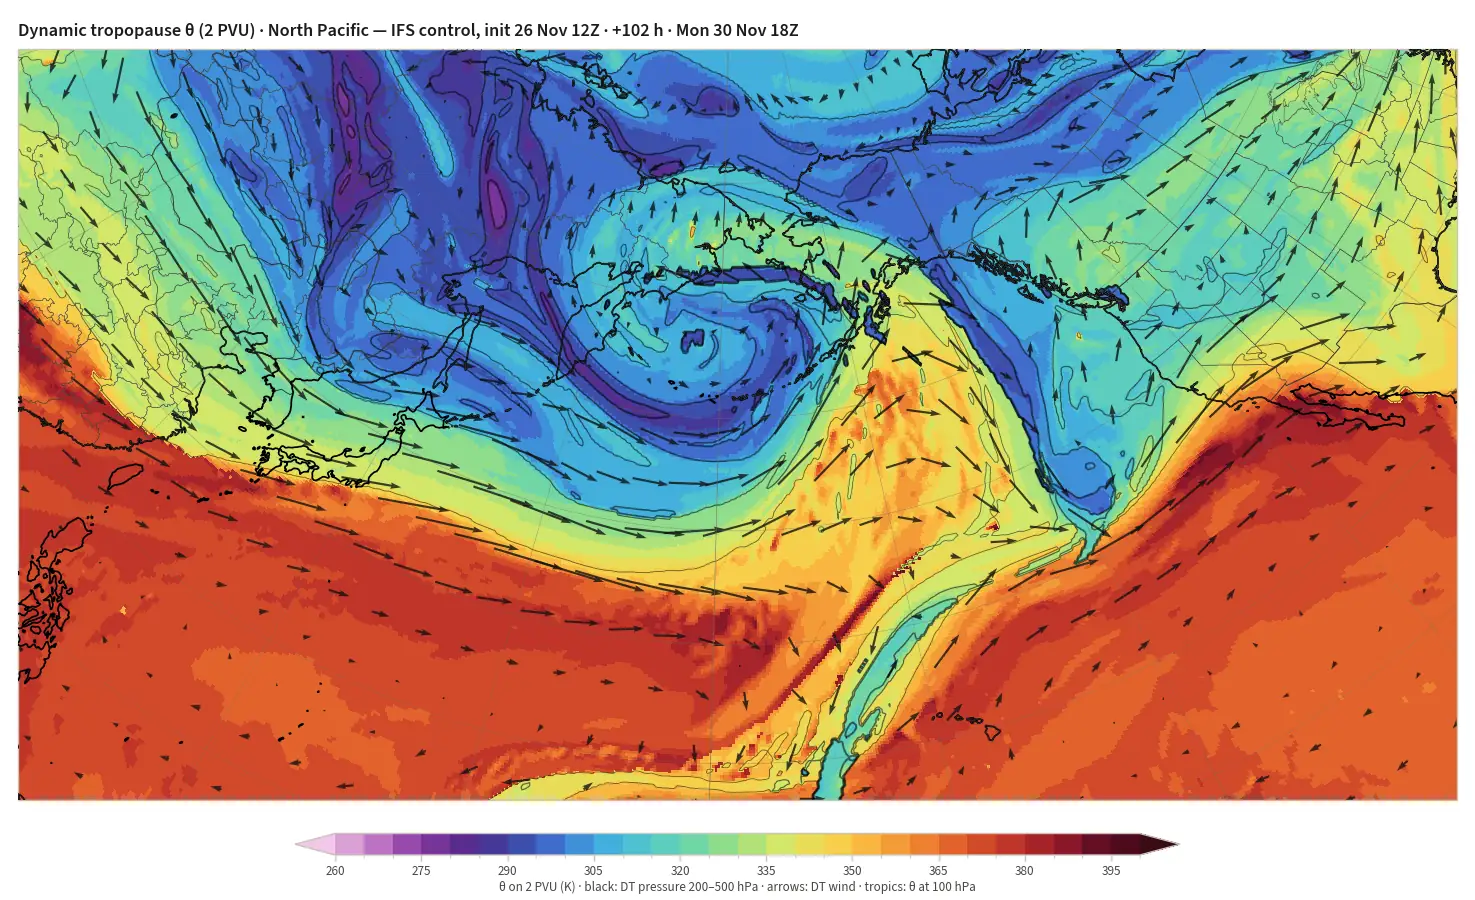 Dynamic tropopause θ (2 PVU) · North Pacific — IFS control, init 26 Nov 12Z · +102 h · Mon 30 Nov 18Z
260 275 290 305 320 335 350 365 380 395
θ on 2 PVU (K) · black: DT pressure 200–500 hPa · arrows: DT wind · tropics: θ at 100 hPa